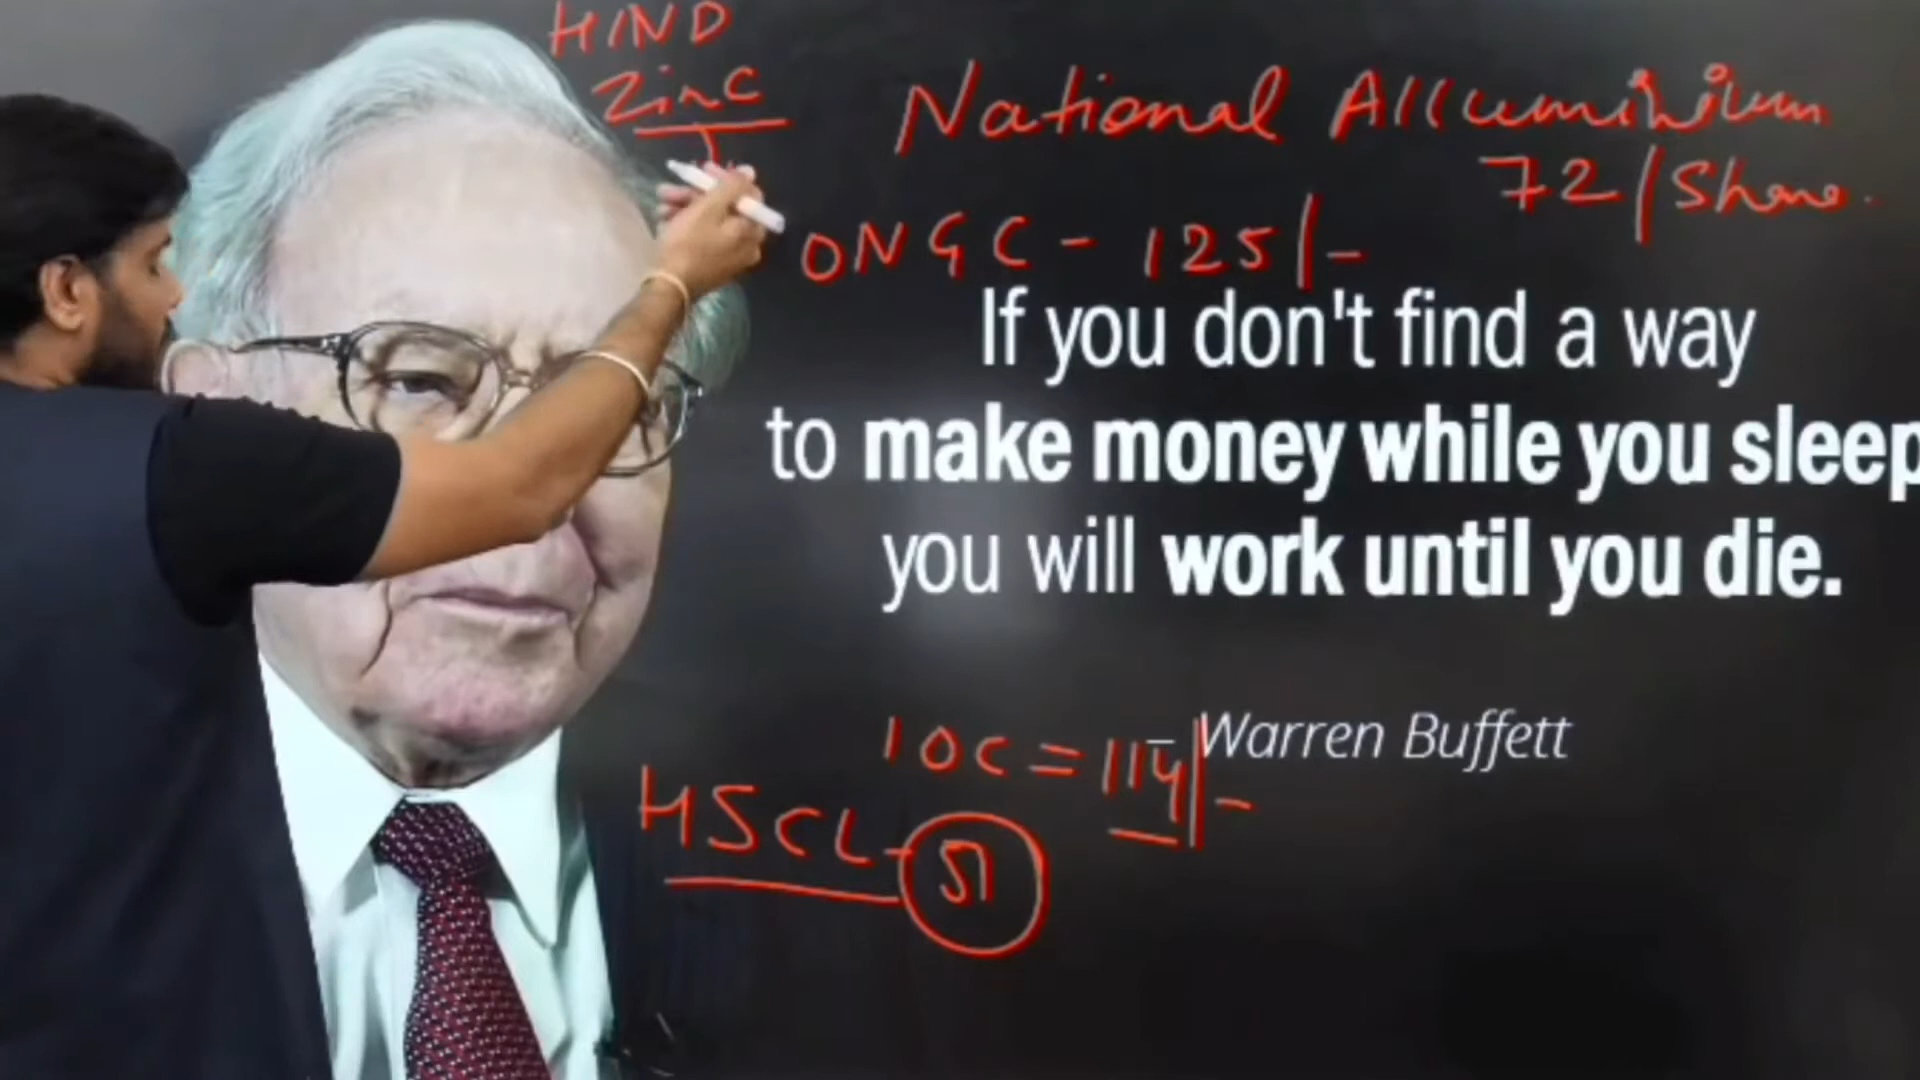 HIND
Zinc
National Alluminium
72/Share.
ONGC - 125/-
If you don't find a way
to make money while you sleep
you will work until you die.
– Warren Buffett
IOC = 114/-
HSCL - 51